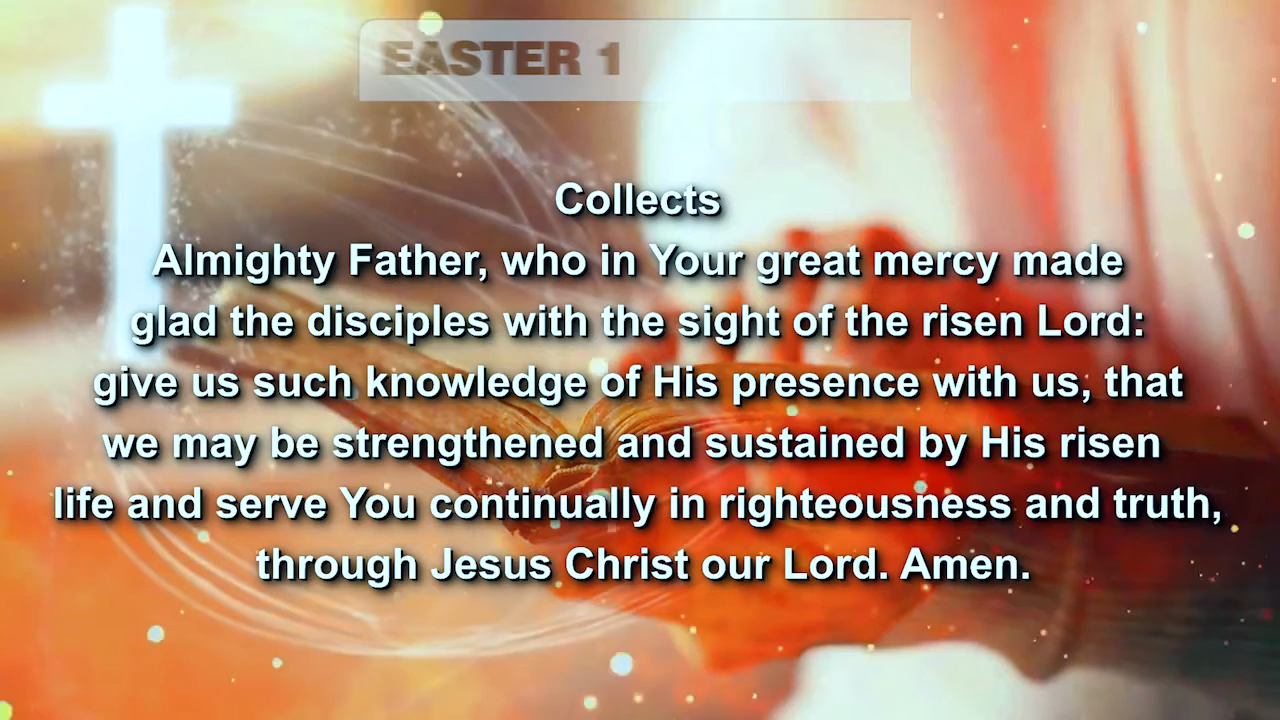 EASTER 1
Collects
Almighty Father, who in Your great mercy made
glad the disciples with the sight of the risen Lord:
give us such knowledge of His presence with us, that
we may be strengthened and sustained by His risen
life and serve You continually in righteousness and truth,
through Jesus Christ our Lord. Amen.